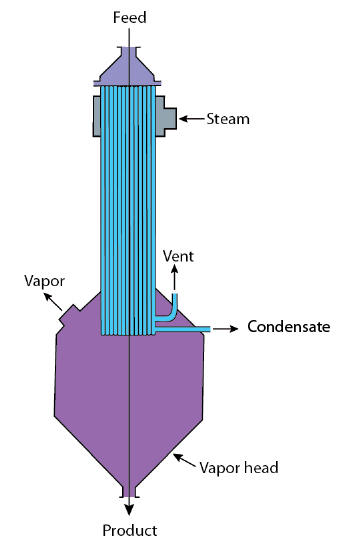 Feed
Steam
Vent
Vapor
Condensate
Vapor head
Product